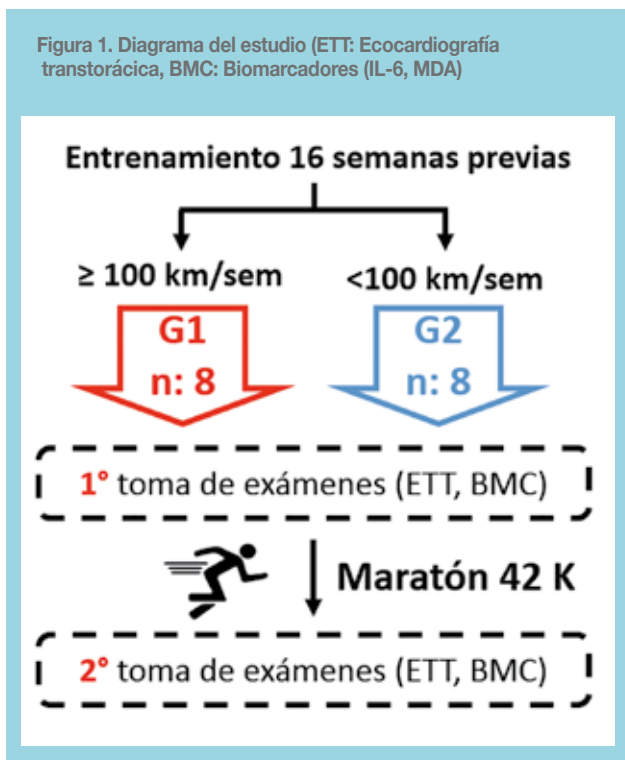 Figura 1. Diagrama del estudio (ETT: Ecocardiografía
transtorácica, BMC: Biomarcadores (IL-6, MDA)
Entrenamiento 16 semanas previas
≥ 100 km/sem <100 km/sem
G1 G2
n: 8 n: 8
1° toma de exámenes (ETT, BMC)
Maratón 42 K
2° toma de exámenes (ETT, BMC)